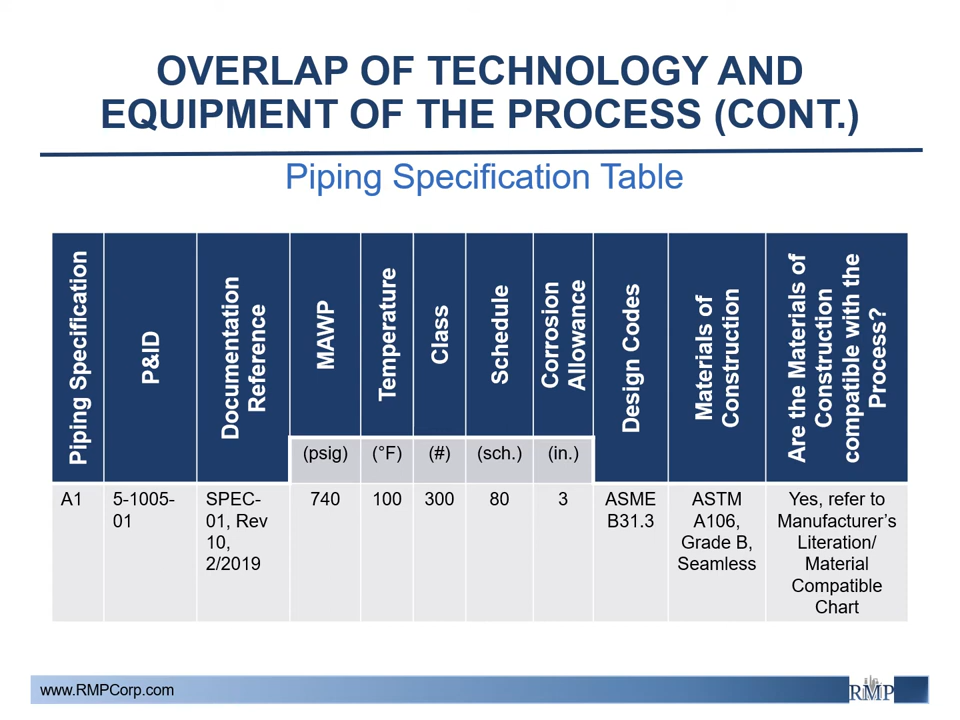 OVERLAP OF TECHNOLOGY AND
EQUIPMENT OF THE PROCESS (CONT.)
Piping Specification Table
Piping Specification
P&ID
Documentation
Reference
MAWP
Temperature
Class
Schedule
Corrosion
Allowance
Design Codes
Materials of
Construction
Are the Materials of
Construction
compatible with the
Process?
(psig)
(°F)
(#)
(sch.)
(in.)
A1
5-1005-
01
SPEC-
01, Rev
10,
2/2019
740
100
300
80
3
ASME
B31.3
ASTM
A106,
Grade B,
Seamless
Yes, refer to
Manufacturer’s
Literation/
Material
Compatible
Chart
www.RMPCorp.com
RMP